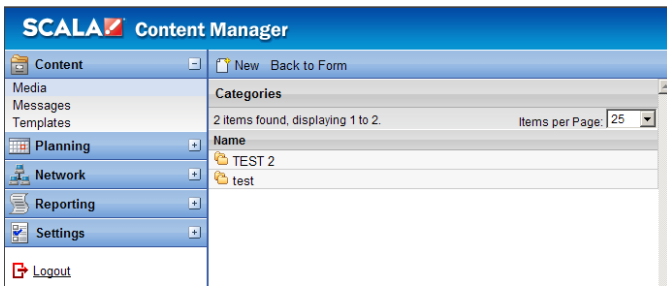 SCALA Content Manager
Content
Media
Messages
Templates
Planning
Network
Reporting
Settings
Logout
New Back to Form
Categories
2 items found, displaying 1 to 2. Items per Page: 25
Name
TEST 2
test